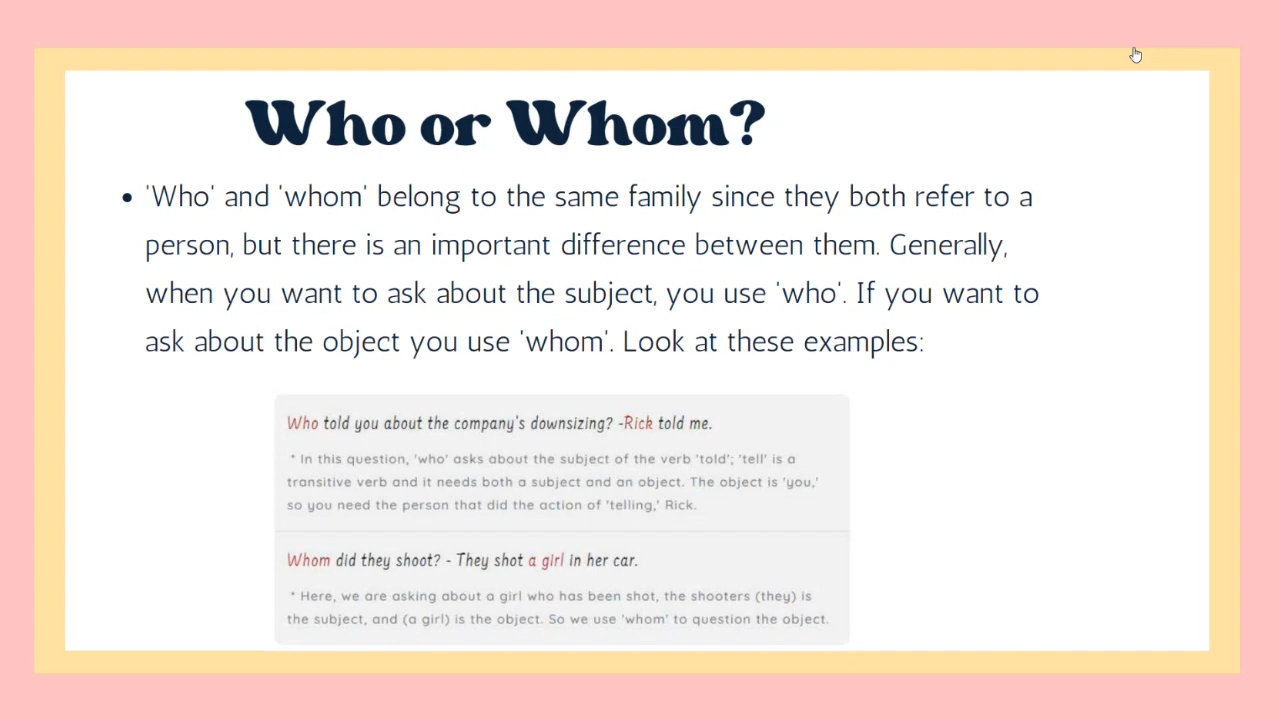 Who or Whom?
• 'Who' and 'whom' belong to the same family since they both refer to a
person, but there is an important difference between them. Generally,
when you want to ask about the subject, you use 'who'. If you want to
ask about the object you use 'whom'. Look at these examples:
Who told you about the company's downsizing? -Rick told me.
* In this question, 'who' asks about the subject of the verb 'told'; 'tell' is a
transitive verb and it needs both a subject and an object. The object is 'you,'
so you need the person that did the action of 'telling,' Rick.
Whom did they shoot? - They shot a girl in her car.
* Here, we are asking about a girl who has been shot, the shooters (they) is
the subject, and (a girl) is the object. So we use 'whom' to question the object.